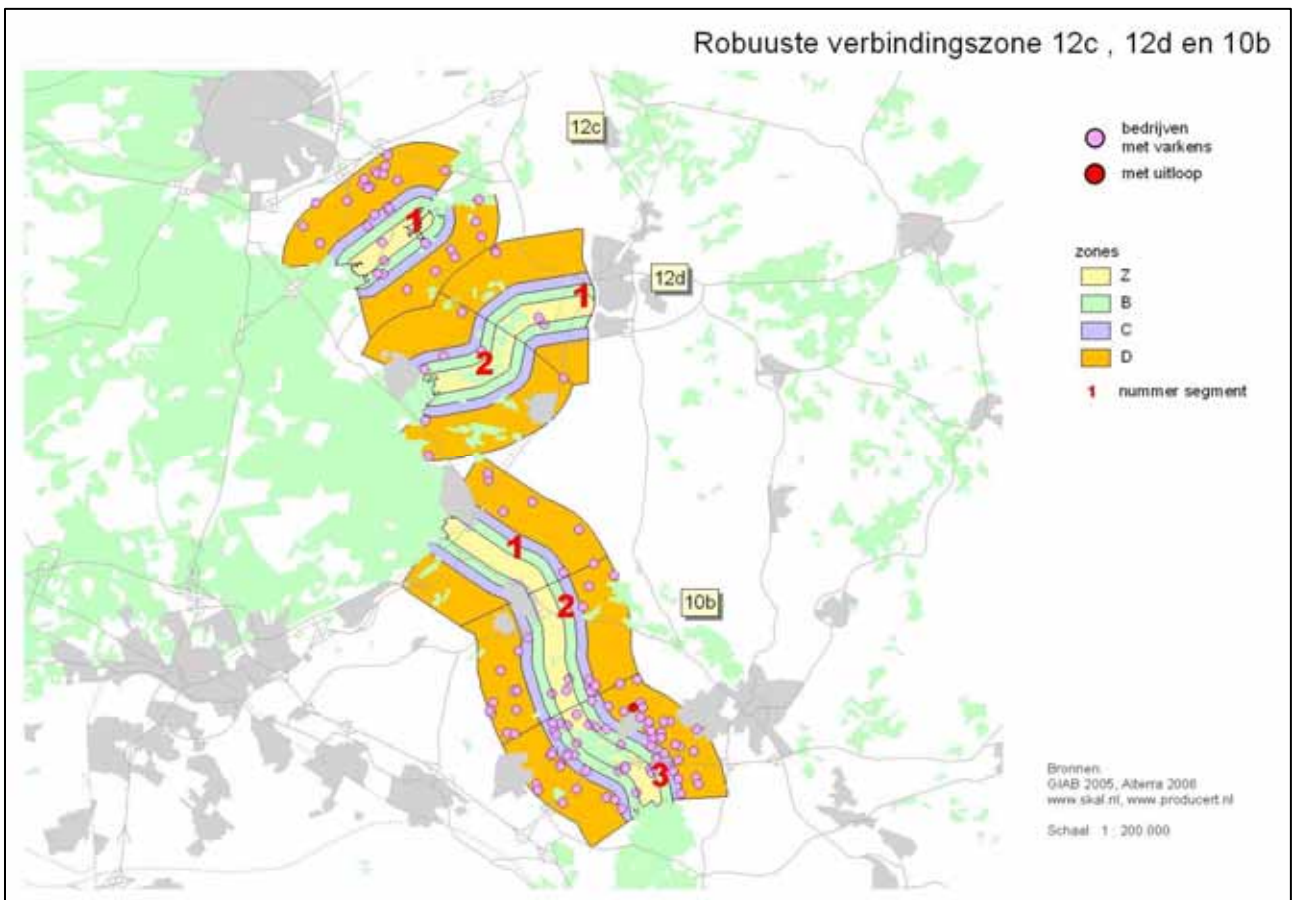 Robuuste verbindingszone 12c , 12d en 10b
12c
bedrijven
met varkens
met uitloop
1
zones
12d
Z
1
B
C
2
D
1 nummer segment
1
2
10b
3
Bronnen:
GIAB 2005, Alterra 2006
www.skal.nl, www.producert.nl
Schaal 1 : 200.000